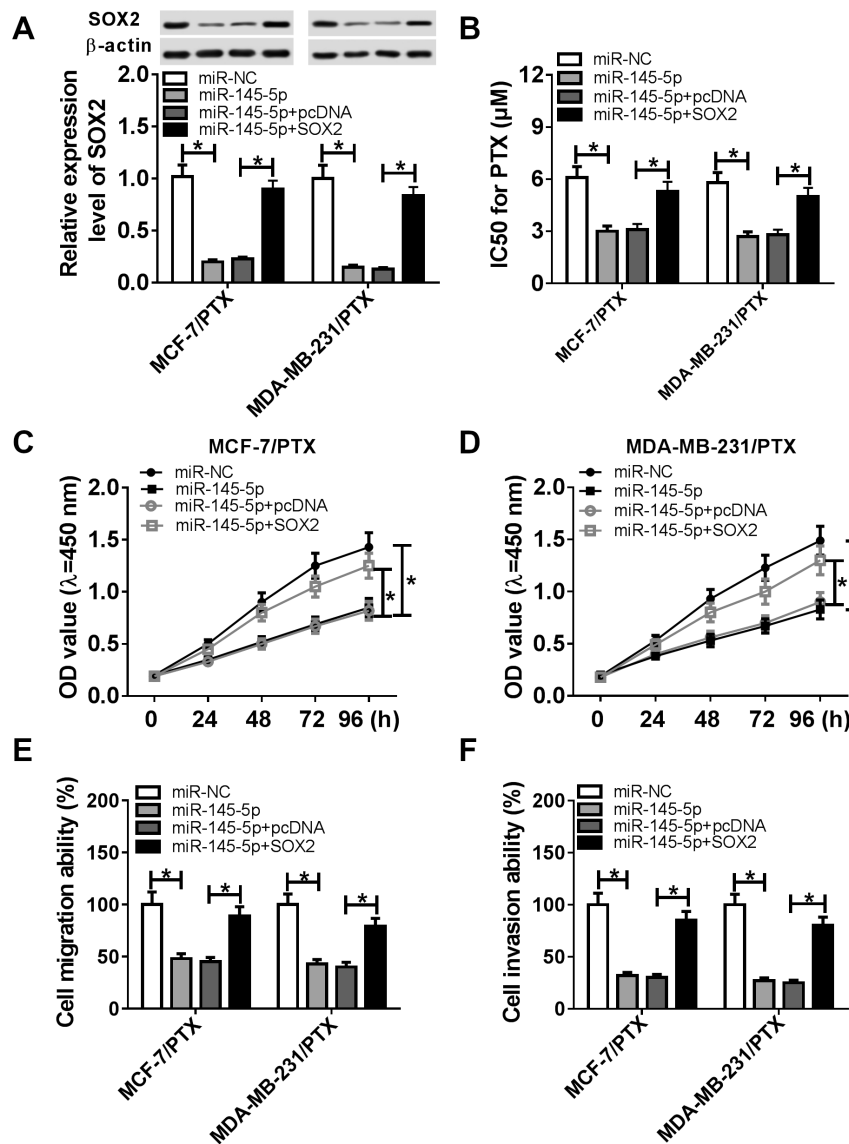 A
SOX2
β-actin
miR-NC
miR-145-5p
miR-145-5p+pcDNA
miR-145-5p+SOX2
Relative expression
level of SOX2
2.0
1.5
1.0
0.5
0.0
* * * *
MCF-7/PTX
MDA-MB-231/PTX
B
miR-NC
miR-145-5p
miR-145-5p+pcDNA
miR-145-5p+SOX2
IC50 for PTX (μM)
12
9
6
3
0
* * * *
MCF-7/PTX
MDA-MB-231/PTX
C
MCF-7/PTX
miR-NC
miR-145-5p
miR-145-5p+pcDNA
miR-145-5p+SOX2
OD value (λ=450 nm)
2.0
1.5
1.0
0.5
0.0
* *
0 24 48 72 96 (h)
D
MDA-MB-231/PTX
miR-NC
miR-145-5p
miR-145-5p+pcDNA
miR-145-5p+SOX2
OD value (λ=450 nm)
2.0
1.5
1.0
0.5
0.0
*
0 24 48 72 96 (h)
E
miR-NC
miR-145-5p
miR-145-5p+pcDNA
miR-145-5p+SOX2
Cell migration ability (%)
200
150
100
50
0
* * * *
MCF-7/PTX
MDA-MB-231/PTX
F
miR-NC
miR-145-5p
miR-145-5p+pcDNA
miR-145-5p+SOX2
Cell invasion ability (%)
200
150
100
50
0
* * * *
MCF-7/PTX
MDA-MB-231/PTX